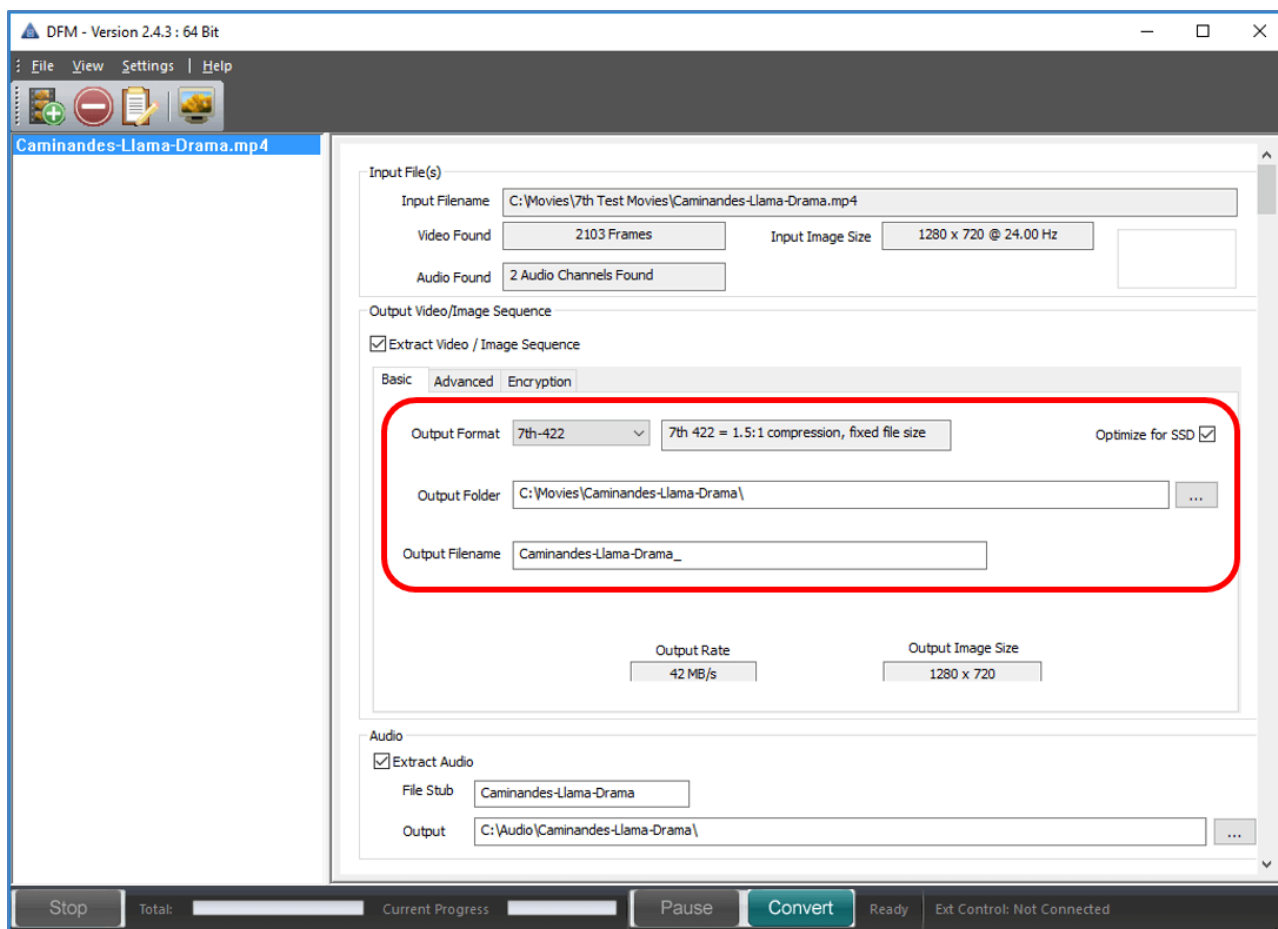 DFM - Version 2.4.3 : 64 Bit
File View Settings | Help
Caminandes-Llama-Drama.mp4
Input File(s)
Input Filename C:\Movies\7th Test Movies\Caminandes-Llama-Drama.mp4
Video Found 2103 Frames Input Image Size 1280 x 720 @ 24.00 Hz
Audio Found 2 Audio Channels Found
Output Video/Image Sequence
Extract Video / Image Sequence
Basic Advanced Encryption
Output Format 7th-422 7th 422 = 1.5:1 compression, fixed file size Optimize for SSD
Output Folder C:\Movies\Caminandes-Llama-Drama\ ...
Output Filename Caminandes-Llama-Drama_
Output Rate Output Image Size
42 MB/s 1280 x 720
Audio
Extract Audio
File Stub Caminandes-Llama-Drama
Output C:\Audio\Caminandes-Llama-Drama\ ...
Stop Total: Current Progress Pause Convert Ready Ext Control: Not Connected